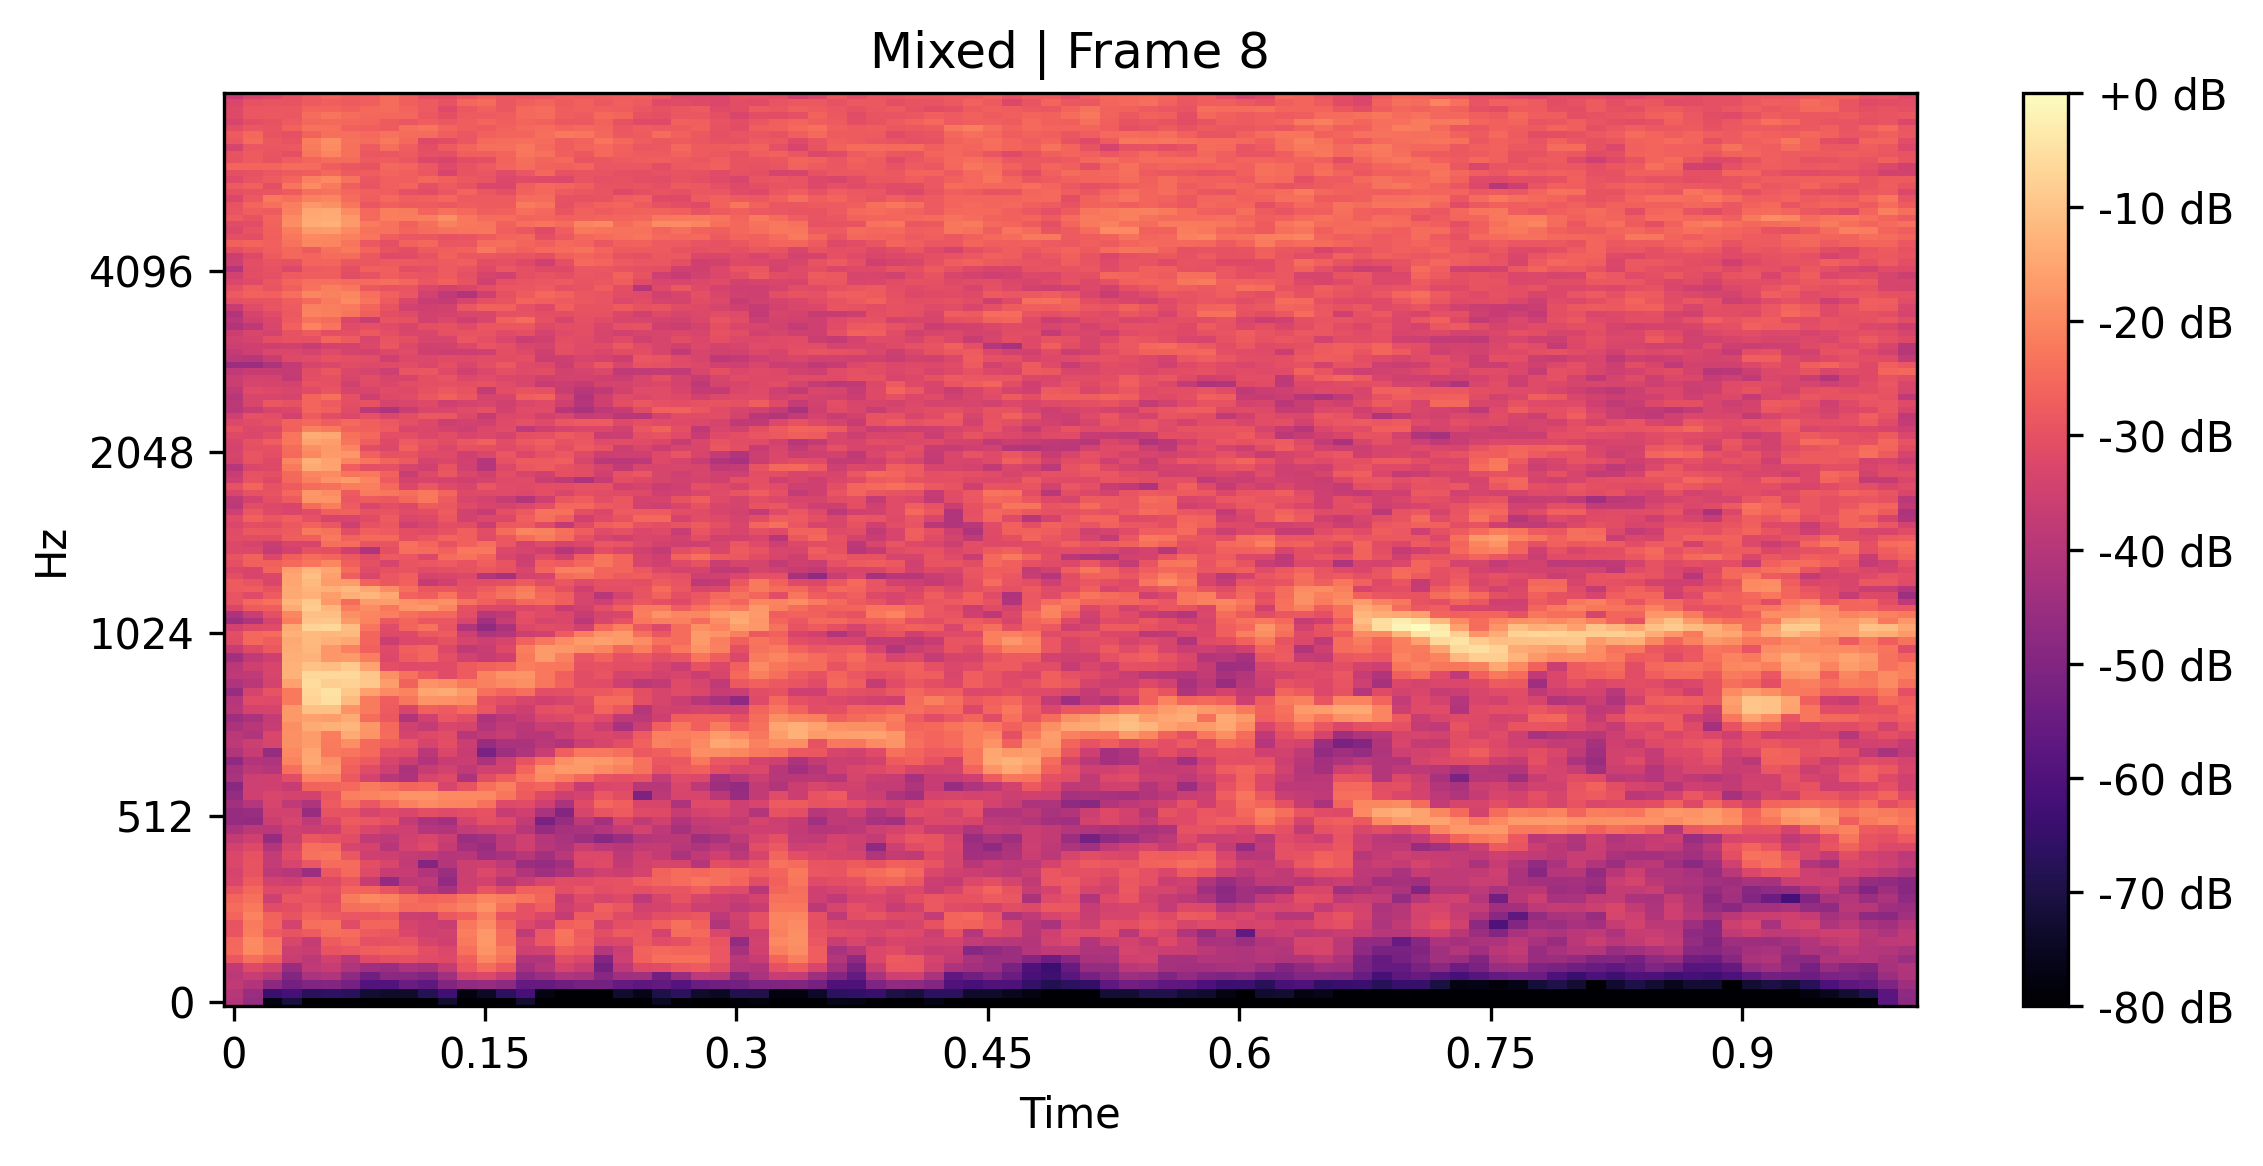 Mixed | Frame 8
+0 dB
-10 dB
-20 dB
-30 dB
-40 dB
-50 dB
-60 dB
-70 dB
-80 dB
Hz
4096
2048
1024
512
0
0 0.15 0.3 0.45 0.6 0.75 0.9
Time